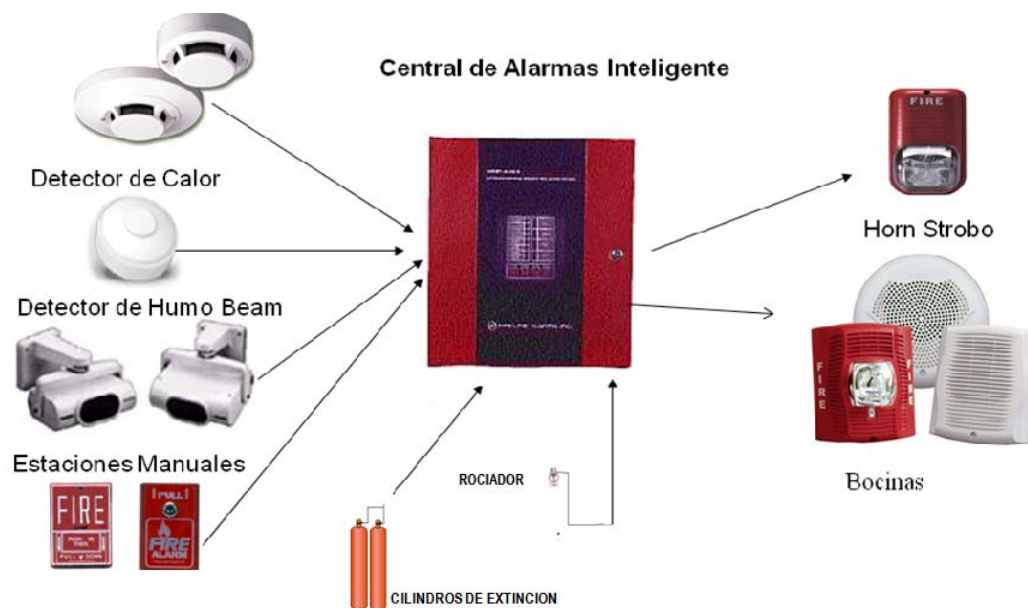 Central de Alarmas Inteligente
FIRE
Detector de Calor
Horn Strobo
Detector de Humo Beam
FIRE
FIRE
Estaciones Manuales
FIRE
PULL
FIRE
ALARM
ROCIADOR
Bocinas
CILINDROS DE EXTINCION